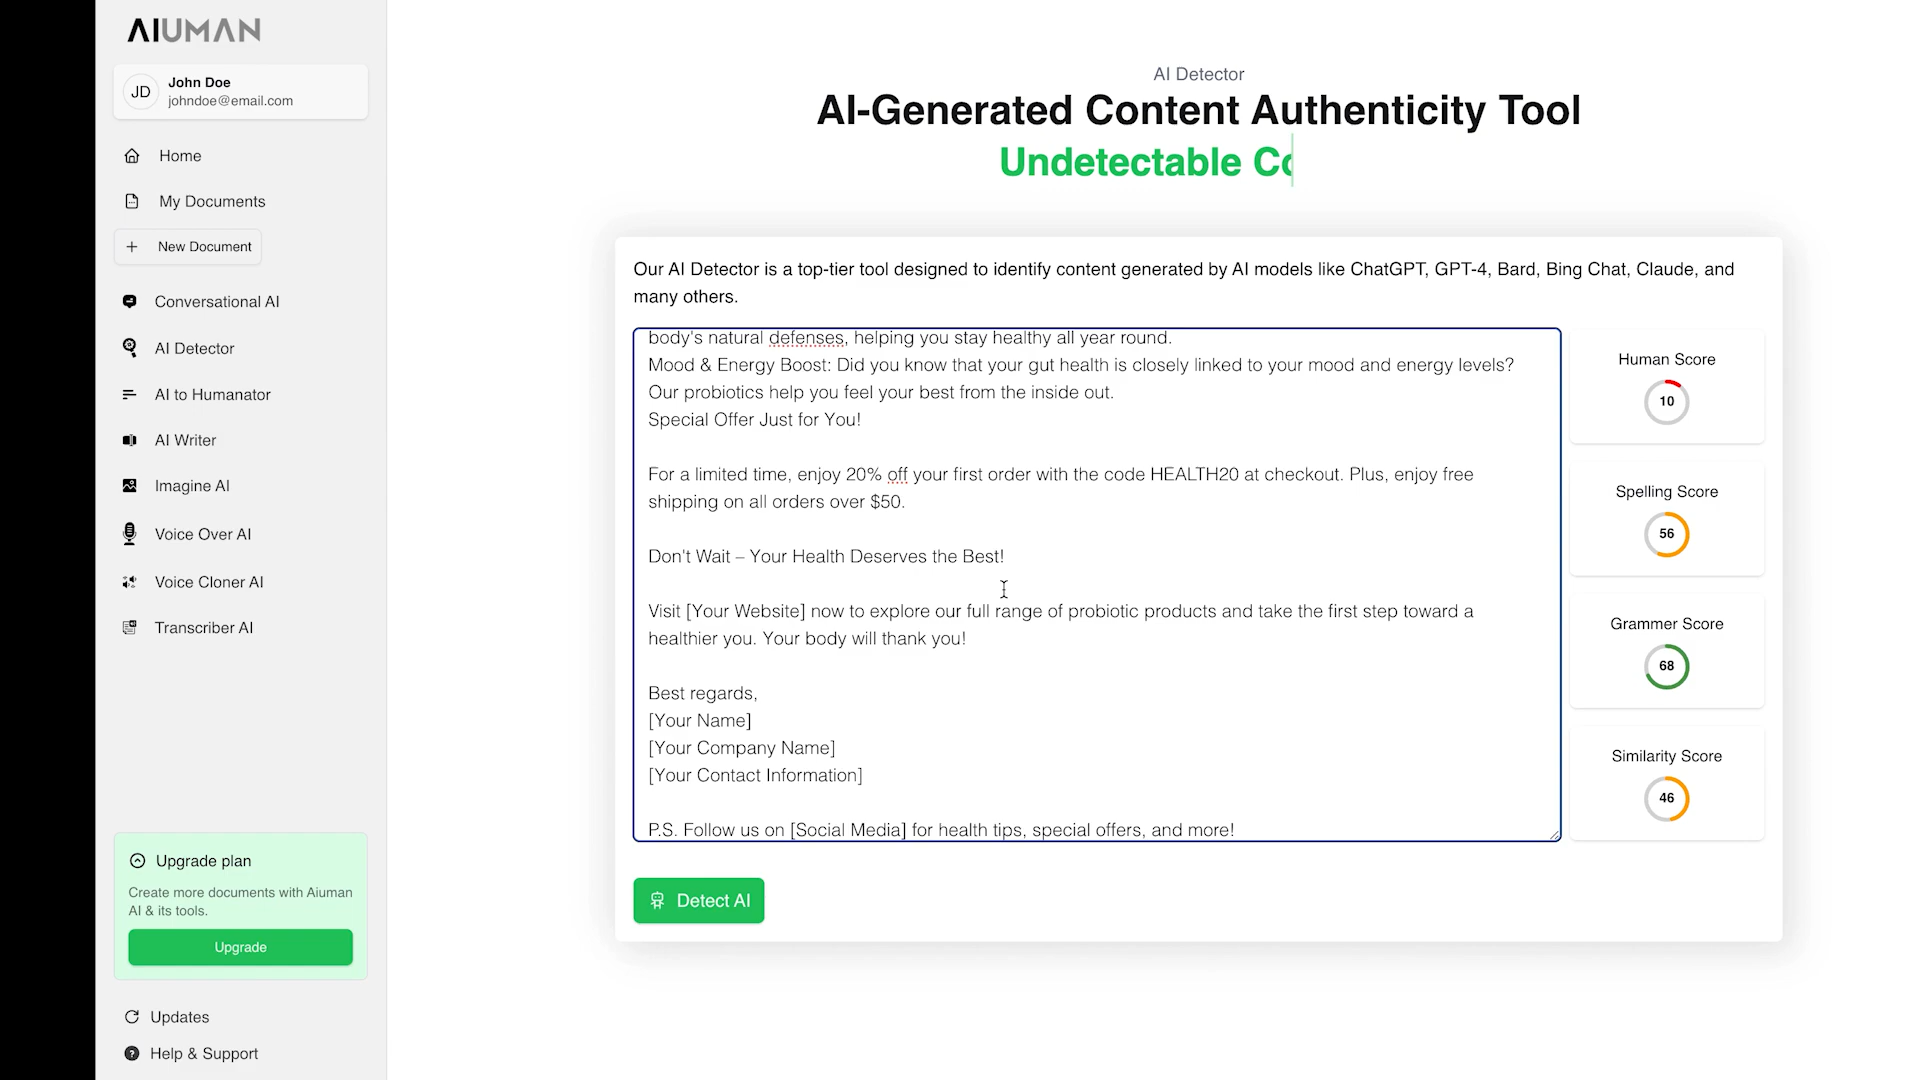 AIUMAN
JD
John Doe
johndoe@email.com
Home
My Documents
New Document
Conversational AI
AI Detector
AI to Humanator
AI Writer
Imagine AI
Voice Over AI
Voice Cloner AI
Transcriber AI
Upgrade plan
Create more documents with Aiuman
AI & its tools.
Upgrade
Updates
Help & Support
AI Detector
AI-Generated Content Authenticity Tool
Undetectable Co
Our AI Detector is a top-tier tool designed to identify content generated by AI models like ChatGPT, GPT-4, Bard, Bing Chat, Claude, and
many others.
body's natural defenses, helping you stay healthy all year round.
Mood & Energy Boost: Did you know that your gut health is closely linked to your mood and energy levels?
Our probiotics help you feel your best from the inside out.
Special Offer Just for You!
For a limited time, enjoy 20% off your first order with the code HEALTH20 at checkout. Plus, enjoy free
shipping on all orders over $50.
Don't Wait – Your Health Deserves the Best!
Visit [Your Website] now to explore our full range of probiotic products and take the first step toward a
healthier you. Your body will thank you!
Best regards,
[Your Name]
[Your Company Name]
[Your Contact Information]
P.S. Follow us on [Social Media] for health tips, special offers, and more!
Detect AI
Human Score
10
Spelling Score
56
Grammer Score
68
Similarity Score
46